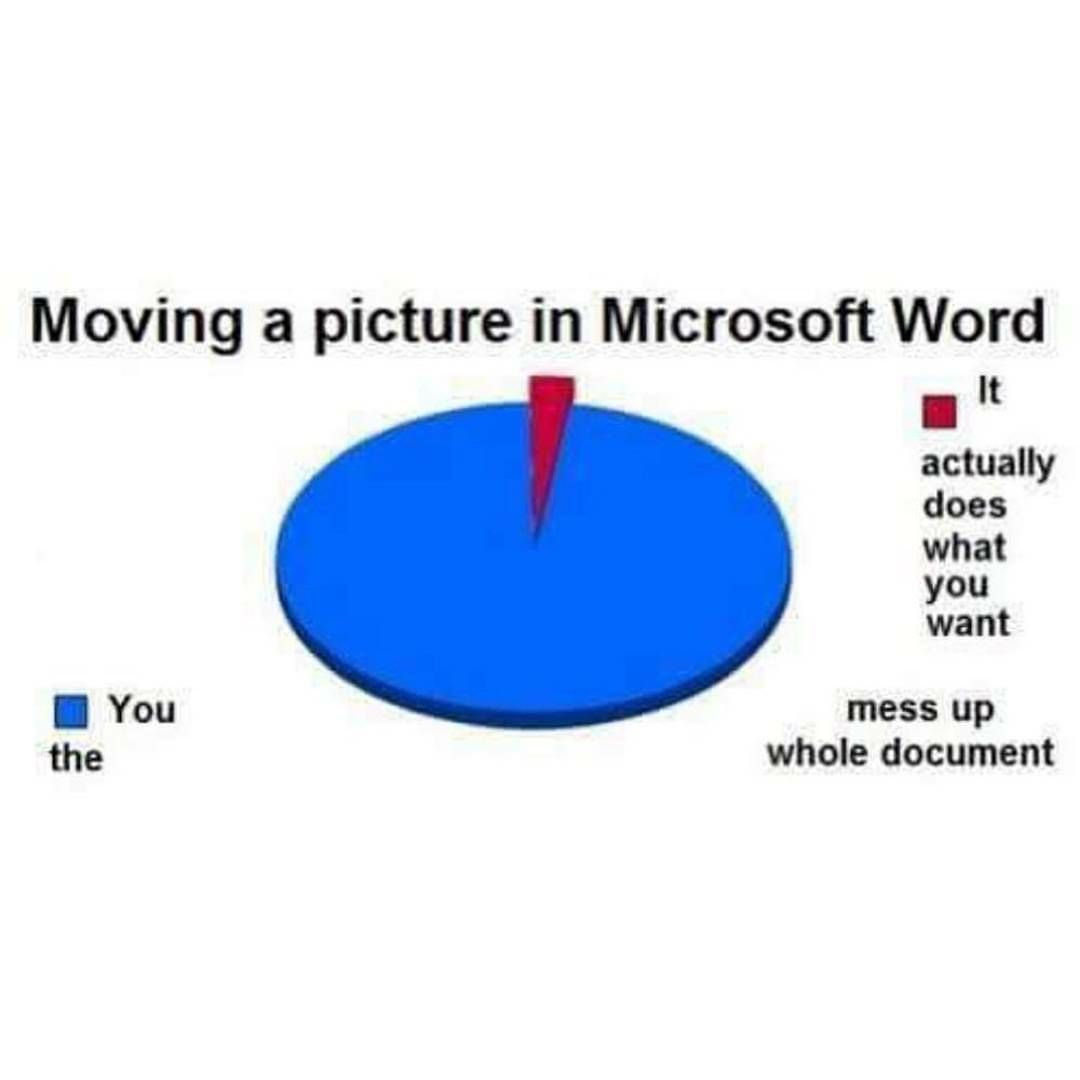 Moving a picture in Microsoft Word
It
actually
does
what
you
want
You mess up
the whole document